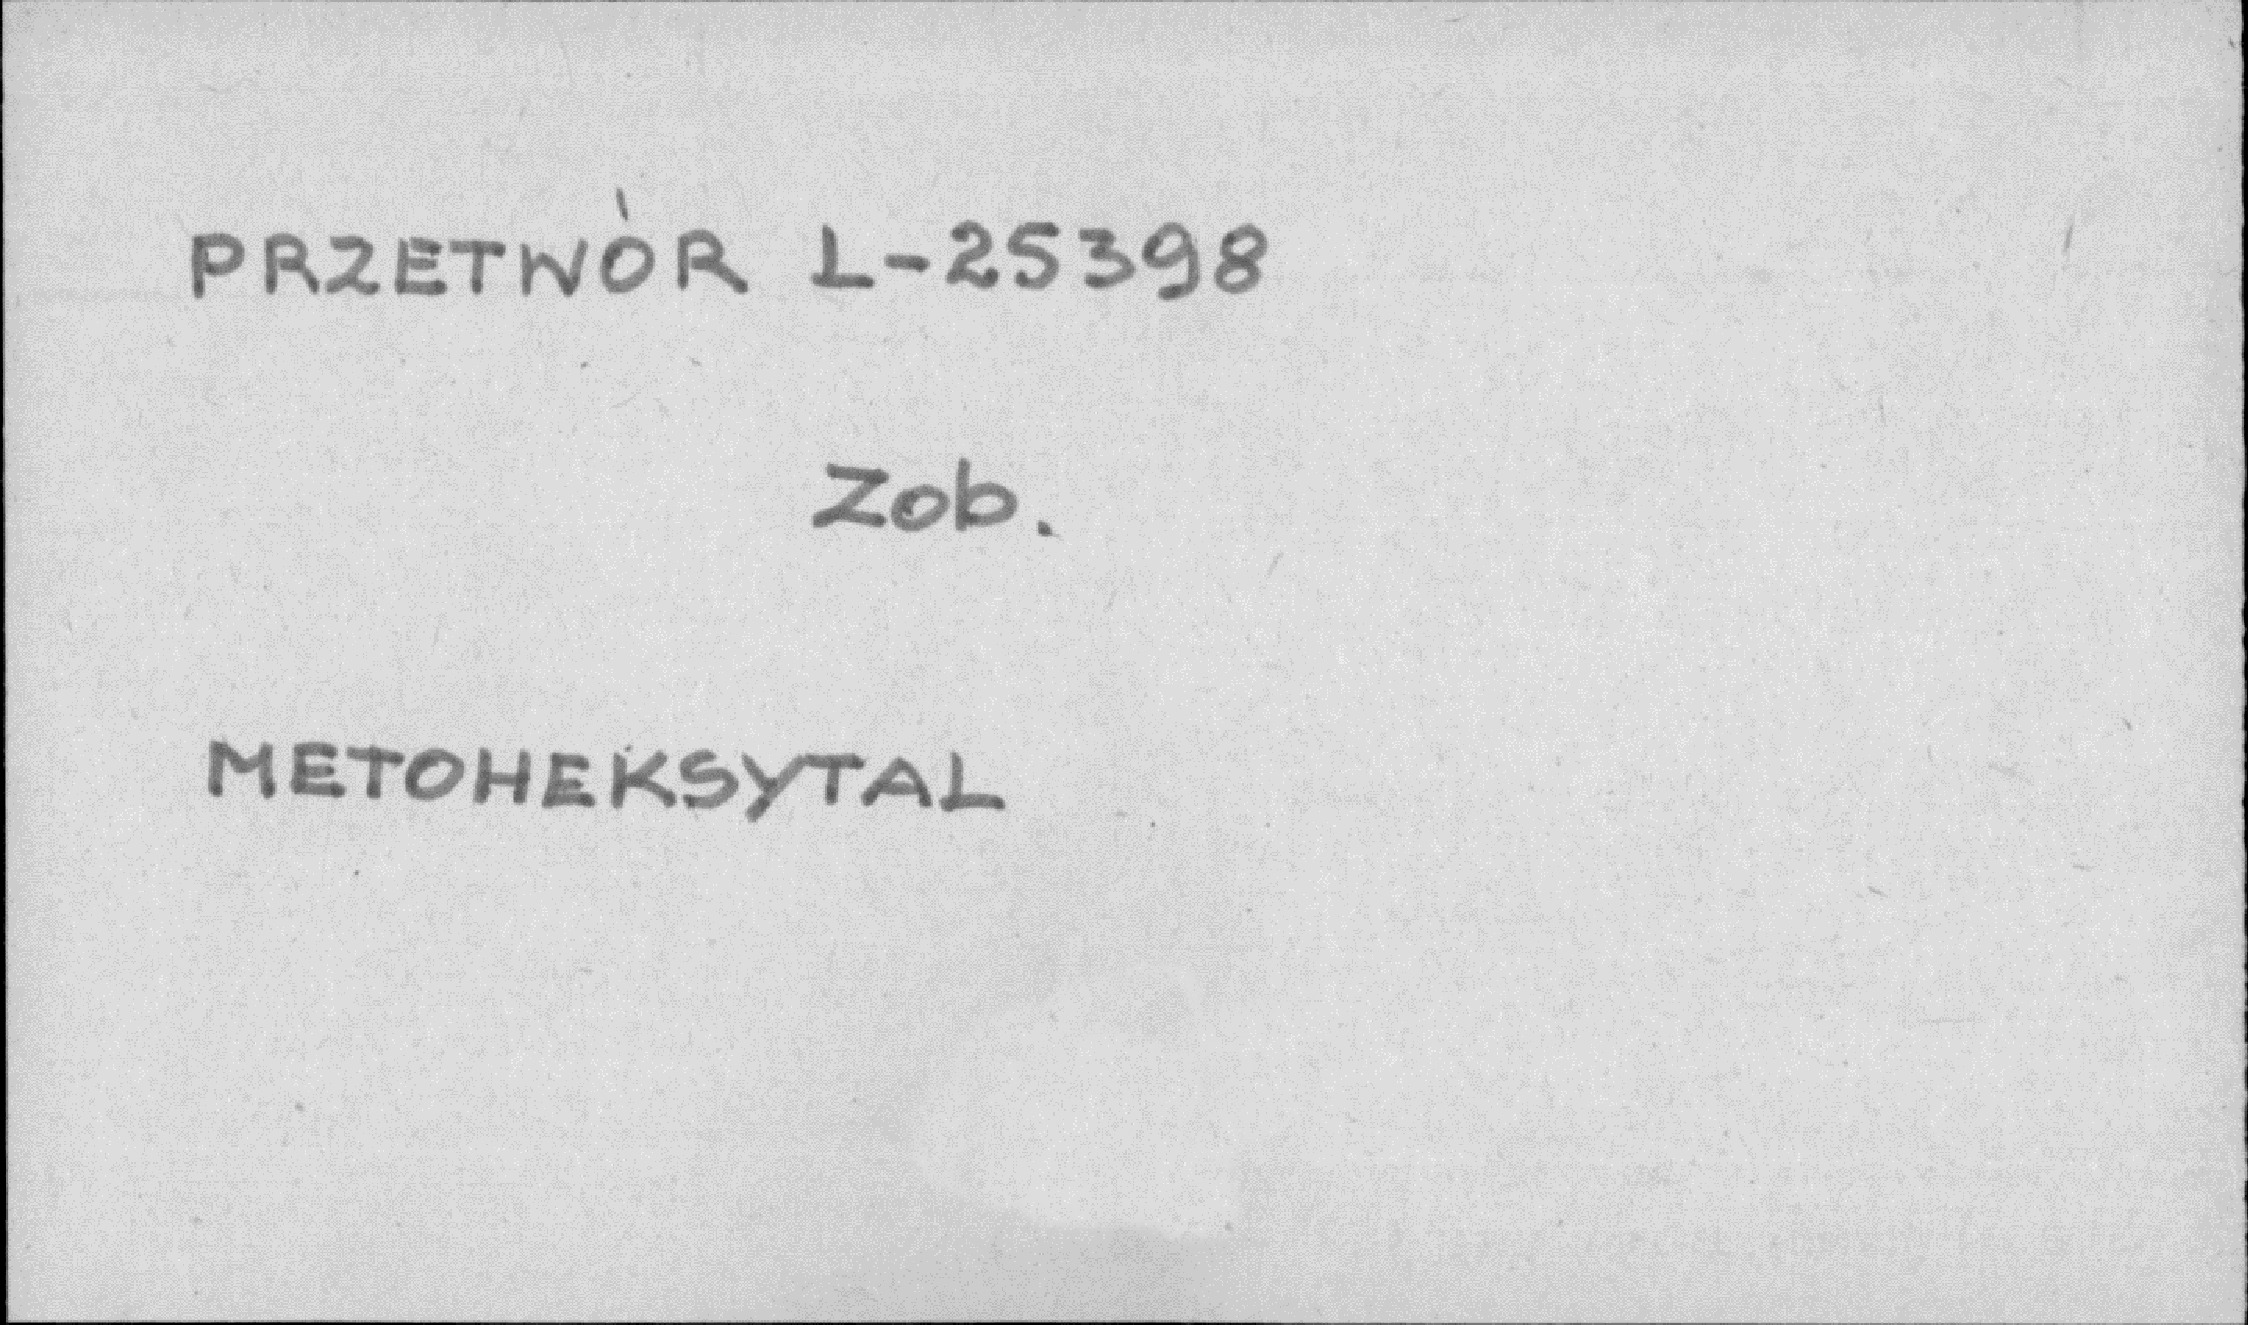 PRZETWÓR L-25398
Zob.
METOHEKSYTAL